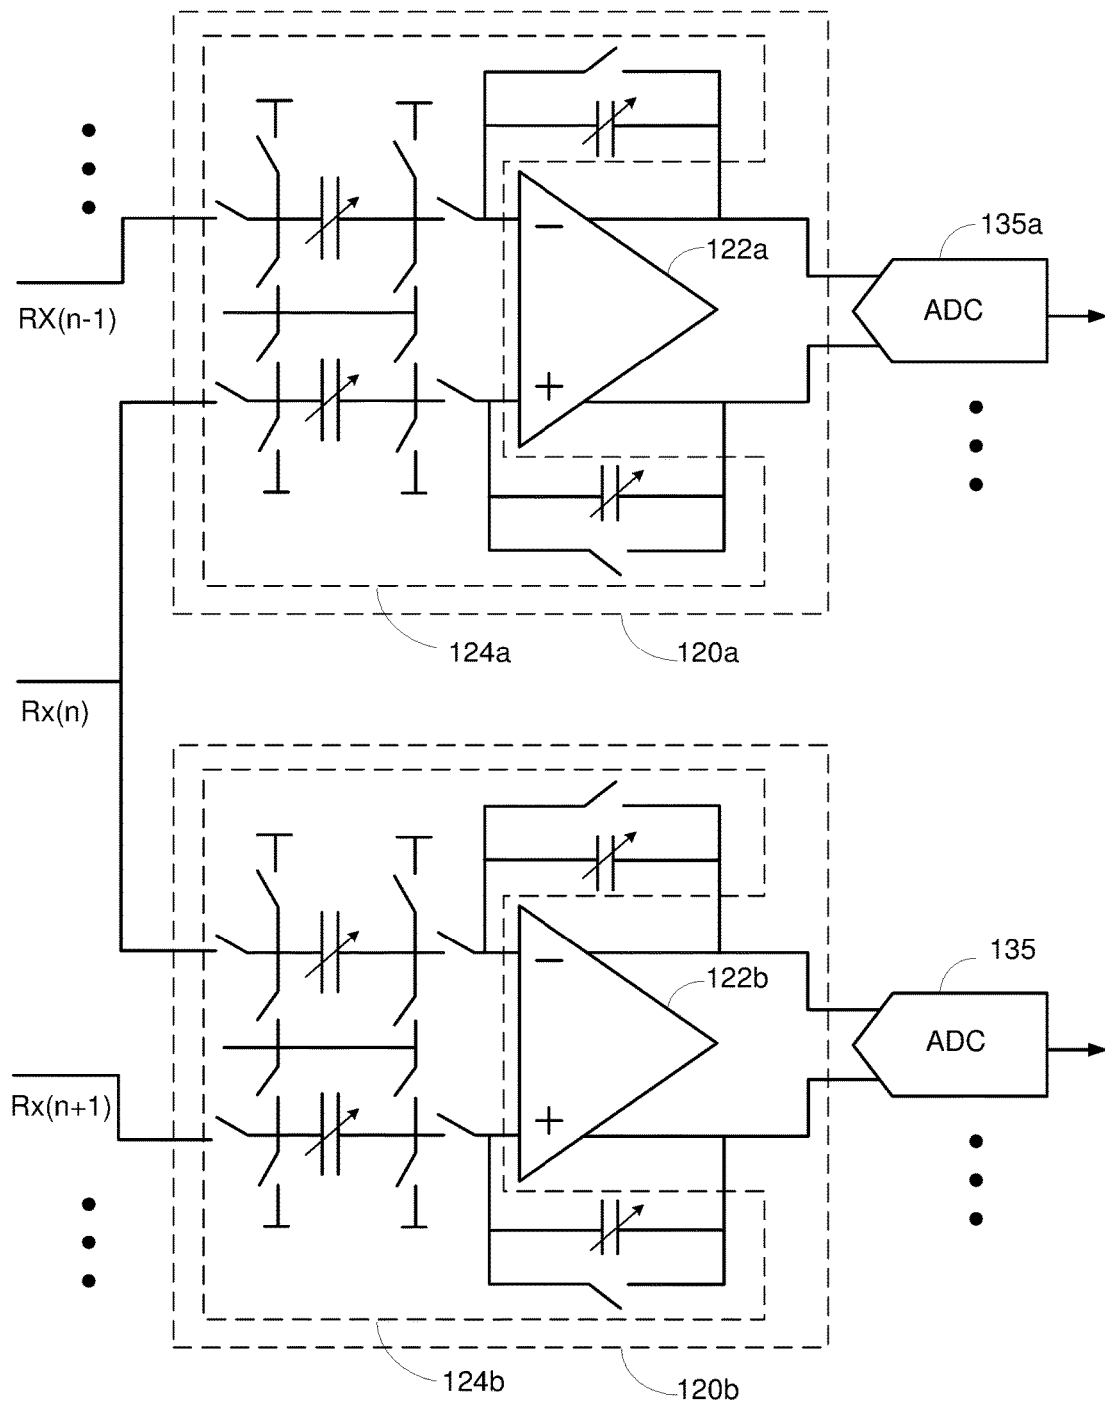 135a
122a
ADC
RX(n-1)
−
+
124a
120a
Rx(n)
135
122b
ADC
Rx(n+1)
−
+
124b
120b